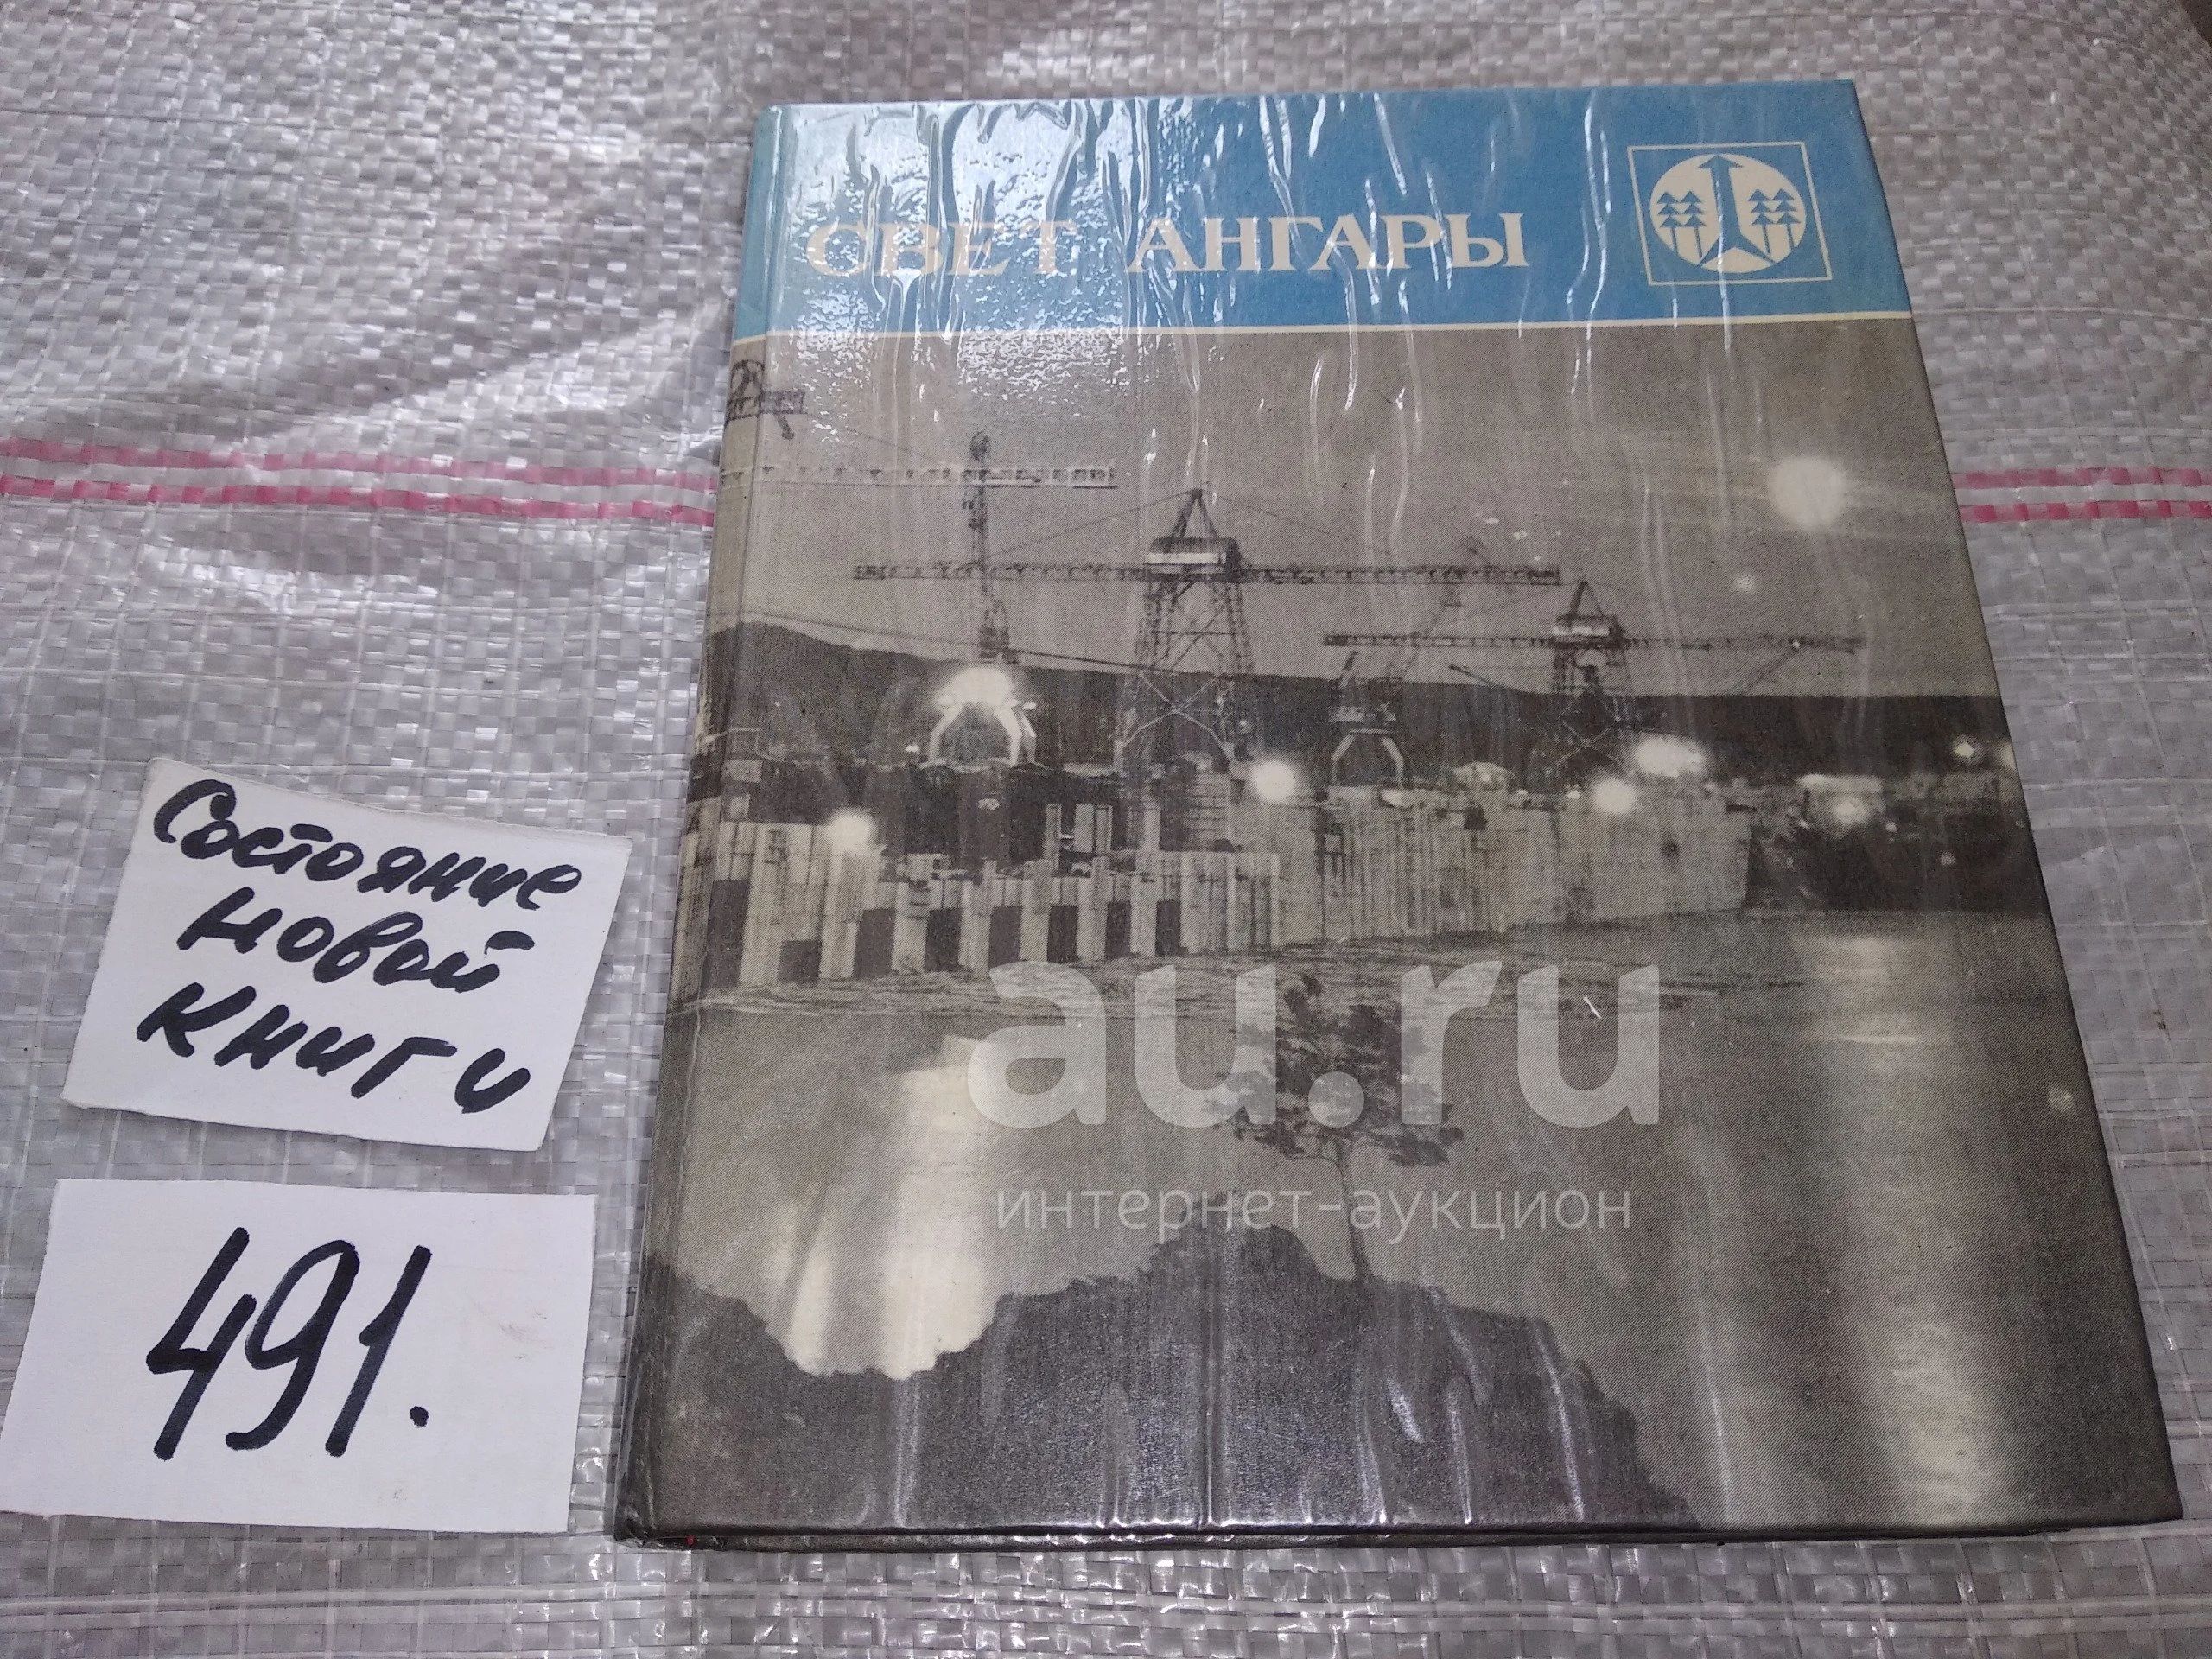 СВЕТ АНГАРЫ
Состояние
новой
книги
491.
au.ru
интернет-аукцион